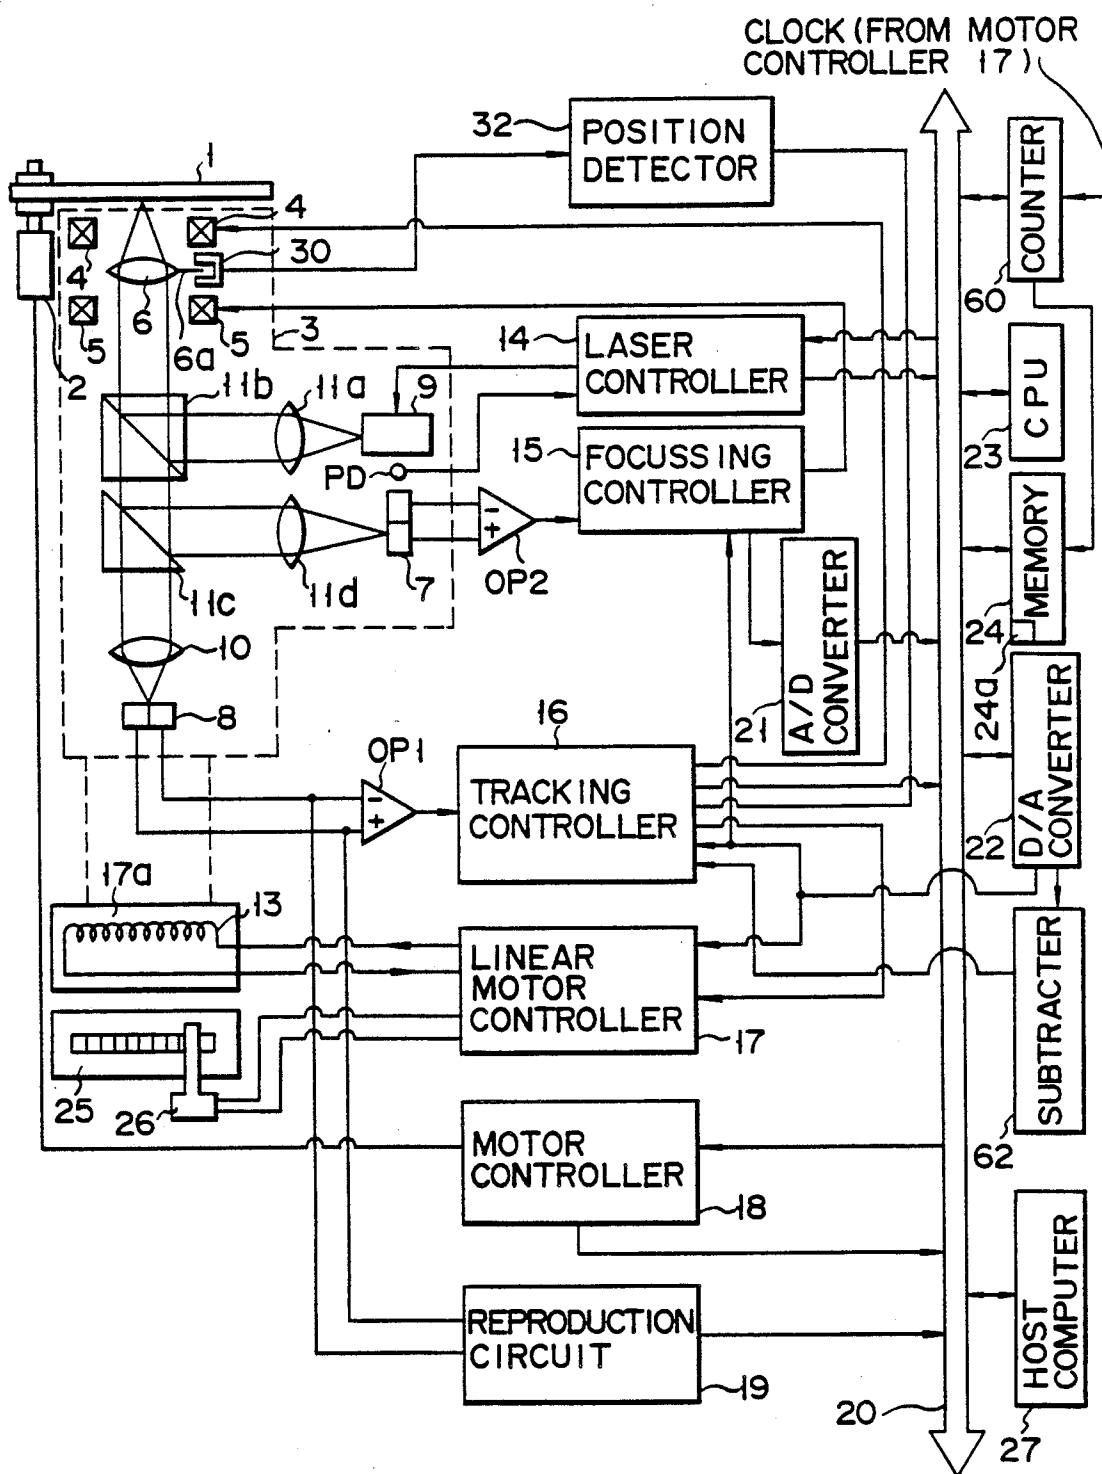 CLOCK (FROM MOTOR
CONTROLLER 17)
32
POSITION
DETECTOR
1
4
30
4
6
6a
5
5
3
2
COUNTER
60
14
LASER
CONTROLLER
11b
11a
9
CPU
23
15
FOCUSSING
CONTROLLER
PD
MEMORY
24
24a
11c
11d
7
OP2
-
+
A/D
CONVERTER
21
10
8
OP1
-
+
16
TRACKING
CONTROLLER
D/A
CONVERTER
22
17a
13
LINEAR
MOTOR
CONTROLLER
17
SUBTRACTER
62
25
26
MOTOR
CONTROLLER
18
REPRODUCTION
CIRCUIT
19
20
HOST
COMPUTER
27